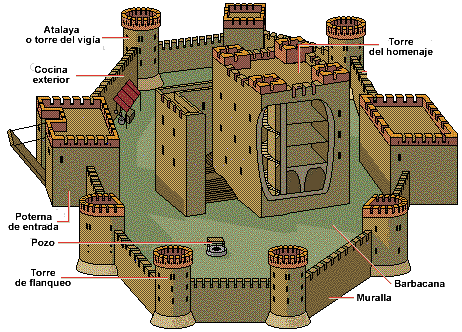 Atalaya
o torre del vigía
Torre
del homenaje
Cocina
exterior
Poterna
de entrada
Pozo
Torre
de flanqueo
Barbacana
Muralla